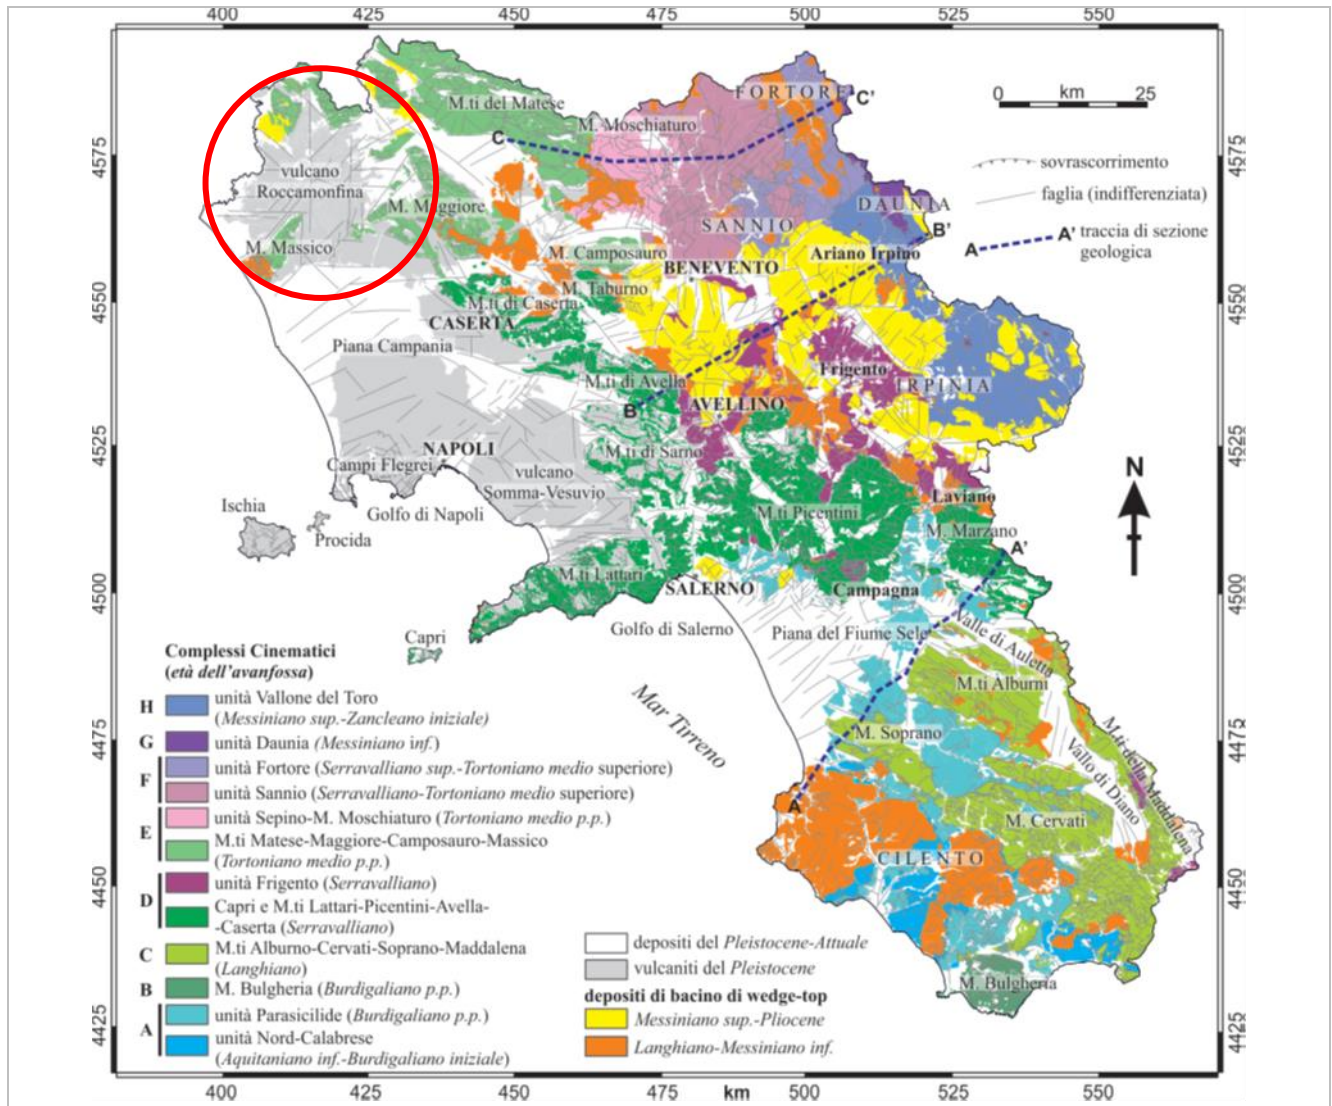 400 425 450 475 500 525 550
4575
4550
4525
4500
4475
4450
4425
4575
4550
4525
4500
4475
4450
4425
FORTORE
C'
0 km 25
M.ti del Matese
M. Moschiaturo
C
sovrascorrimento
vulcano
Roccamonfina
faglia (indifferenziata)
M. Maggiore
DAUNIA
SANNIO
B'
A A' traccia di sezione
geologica
M. Massico
M. Camposauro
Ariano Irpino
BENEVENTO
M. Taburno
M.ti di Caserta
CASERTA
Piana Campania
Frigento
M.ti di Avella
IRPINIA
B
AVELLINO
NAPOLI
M.ti di Sarno
Campi Flegrei
vulcano
Somma-Vesuvio
N
Laviano
Ischia
Golfo di Napoli
M.ti Picentini
Procida
M. Marzano
A'
M.ti Lattari
SALERNO
Campagna
Capri
Golfo di Salerno
Piana del Fiume Sele
Valle di Auletta
M.ti Alburni
Mar Tirreno
M. Soprano
M.ti della Maddalena
Vallo di Diano
A
M. Cervati
CILENTO
M. Bulgheria
Complessi Cinematici
(età dell'avanfossa)
H unità Vallone del Toro
(Messiniano sup.-Zancleano iniziale)
G unità Daunia (Messiniano inf.)
F unità Fortore (Serravalliano sup.-Tortoniano medio superiore)
unità Sannio (Serravalliano-Tortoniano medio superiore)
E unità Sepino-M. Moschiaturo (Tortoniano medio p.p.)
M.ti Matese-Maggiore-Camposauro-Massico
(Tortoniano medio p.p.)
D unità Frigento (Serravalliano)
Capri e M.ti Lattari-Picentini-Avella-
-Caserta (Serravalliano)
C M.ti Alburno-Cervati-Soprano-Maddalena
(Langhiano)
B M. Bulgheria (Burdigaliano p.p.)
A unità Parasicilide (Burdigaliano p.p.)
unità Nord-Calabrese
(Aquitaniano inf.-Burdigaliano iniziale)
depositi del Pleistocene-Attuale
vulcaniti del Pleistocene
depositi di bacino di wedge-top
Messiniano sup.-Pliocene
Langhiano-Messiniano inf.
400 425 450 475 km 500 525 550